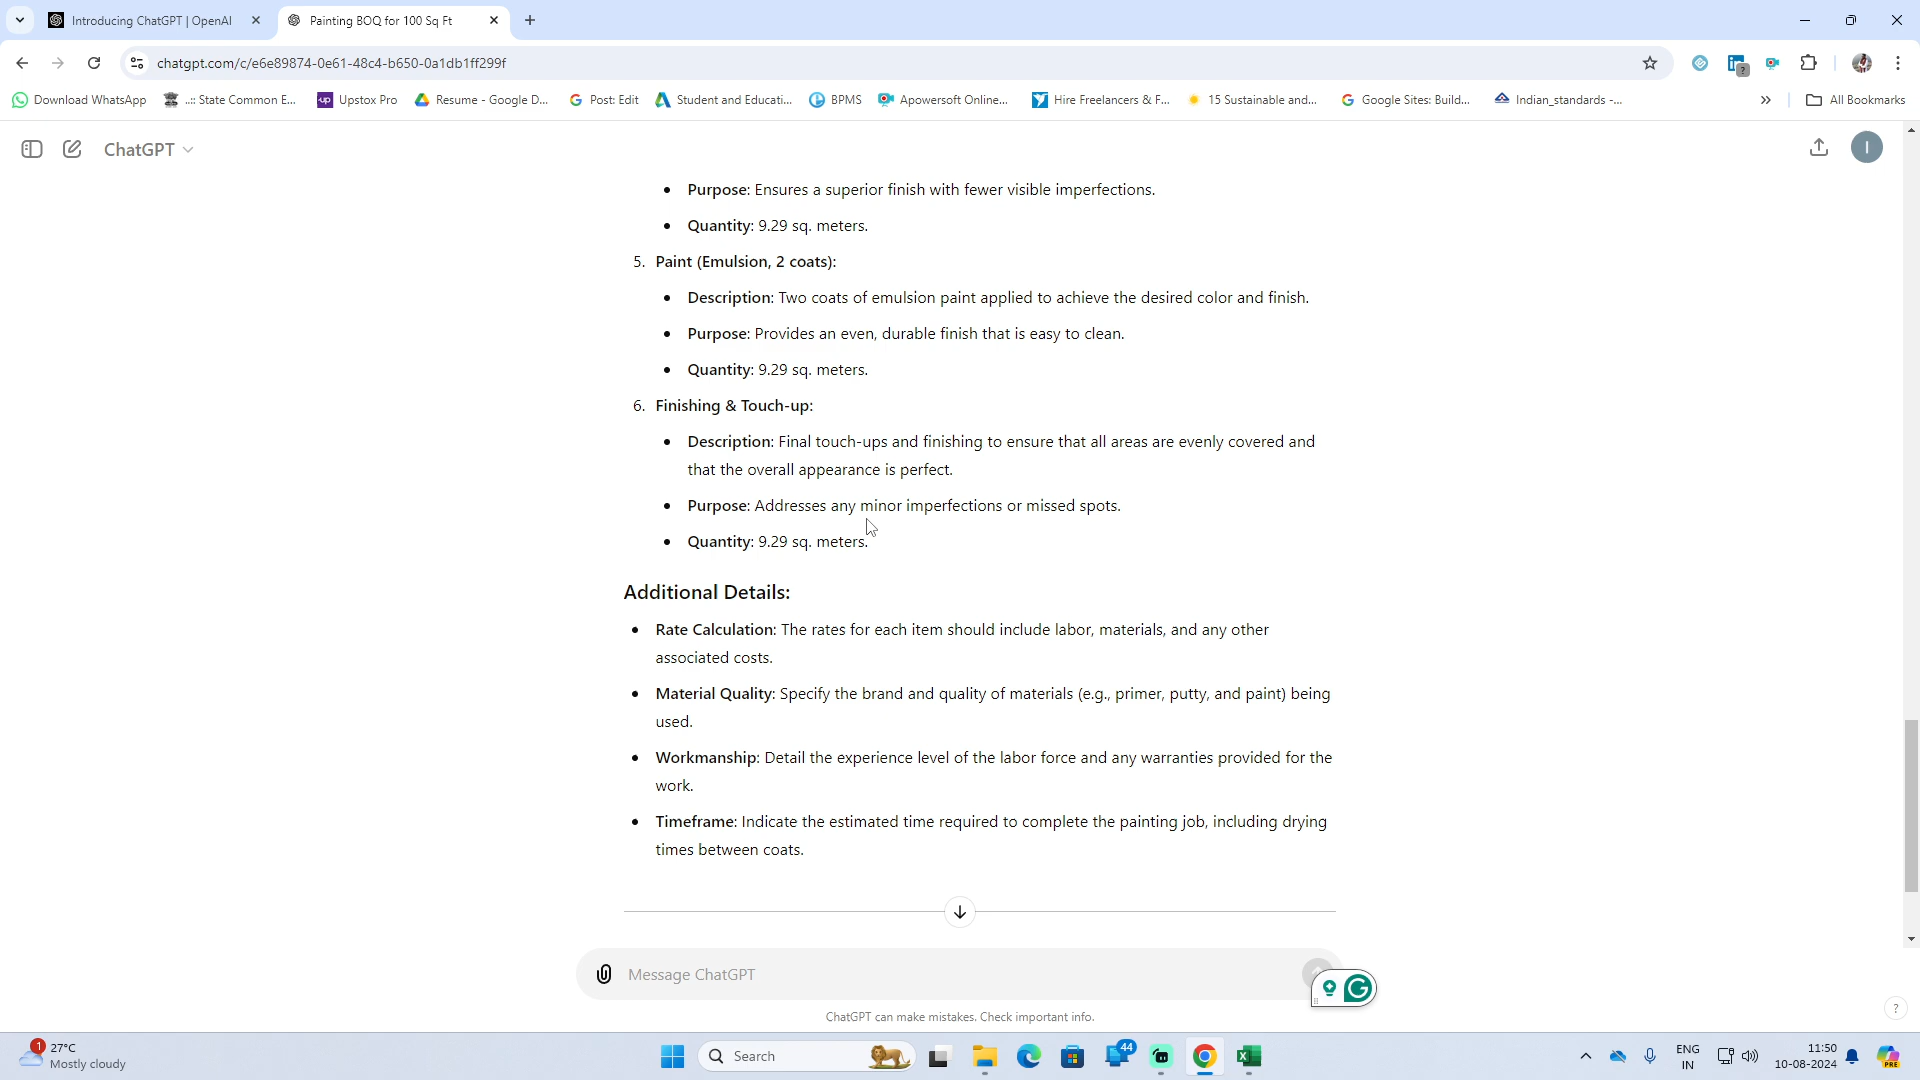 Introducing ChatGPT | OpenAI
Painting BOQ for 100 Sq Ft
chatgpt.com/c/e6e89874-0e61-48c4-b650-0a1db1ff299f
Download WhatsApp
..:: State Common E...
up
Upstox Pro
Resume - Google D...
Post: Edit
Student and Educati...
BPMS
Apowersoft Online...
Hire Freelancers & F...
15 Sustainable and...
Google Sites: Build...
Indian_standards -...
All Bookmarks
ChatGPT
I
• Purpose: Ensures a superior finish with fewer visible imperfections.
• Quantity: 9.29 sq. meters.
5. Paint (Emulsion, 2 coats):
• Description: Two coats of emulsion paint applied to achieve the desired color and finish.
• Purpose: Provides an even, durable finish that is easy to clean.
• Quantity: 9.29 sq. meters.
6. Finishing & Touch-up:
• Description: Final touch-ups and finishing to ensure that all areas are evenly covered and
that the overall appearance is perfect.
• Purpose: Addresses any minor imperfections or missed spots.
• Quantity: 9.29 sq. meters.
Additional Details:
• Rate Calculation: The rates for each item should include labor, materials, and any other
associated costs.
• Material Quality: Specify the brand and quality of materials (e.g., primer, putty, and paint) being
used.
• Workmanship: Detail the experience level of the labor force and any warranties provided for the
work.
• Timeframe: Indicate the estimated time required to complete the painting job, including drying
times between coats.
Message ChatGPT
ChatGPT can make mistakes. Check important info.
?
1
27°C
Mostly cloudy
Search
44
ENG
IN
11:50
10-08-2024
PRE